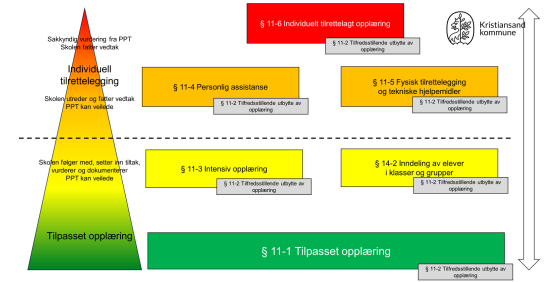 Sakkyndig vurdering fra PPT
Skolen fatter vedtak
Individuell
tilrettelegging
Skolen utreder og fatter vedtak
PPT kan veilede
Skolen følger med, setter inn tiltak,
vurderer og dokumenterer
PPT kan veilede
Tilpasset opplæring
§ 11-6 Individuelt tilrettelagt opplæring
§ 11-2 Tilfredsstillende utbytte av
opplæring
Kristiansand
kommune
§ 11-4 Personlig assistanse
§ 11-2 Tilfredsstillende utbytte av
opplæring
§ 11-5 Fysisk tilrettelegging
og tekniske hjelpemidler
§ 11-2 Tilfredsstillende utbytte av
opplæring
§ 11-3 Intensiv opplæring
§ 11-2 Tilfredsstillende utbytte av
opplæring
§ 14-2 Inndeling av elever
i klasser og grupper
§ 11-2 Tilfredsstillende utbytte av
opplæring
§ 11-1 Tilpasset opplæring
§ 11-2 Tilfredsstillende utbytte av
opplæring